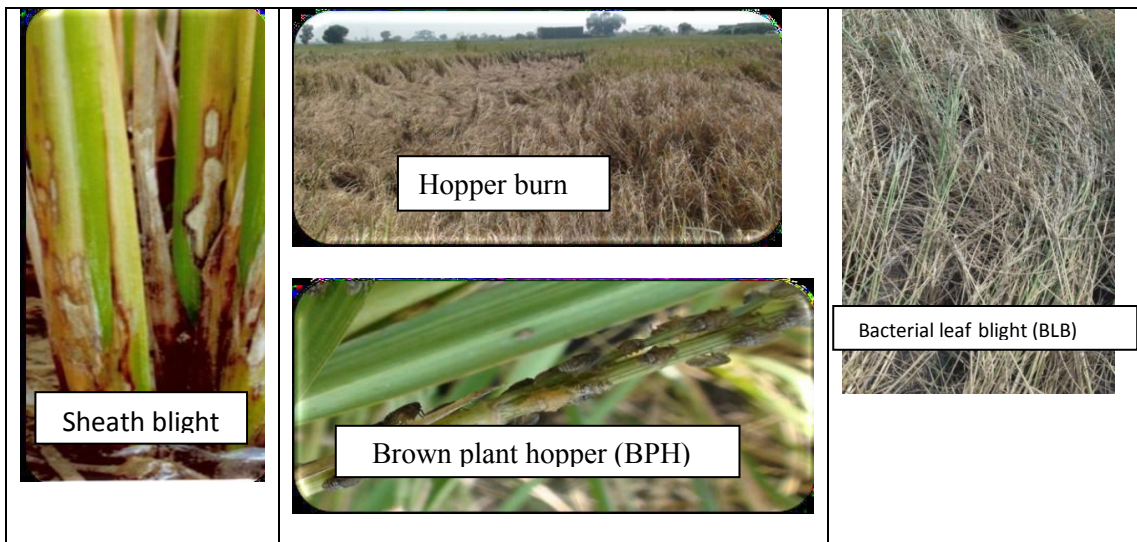 Sheath blight
Hopper burn
Brown plant hopper (BPH)
Bacterial leaf blight (BLB)